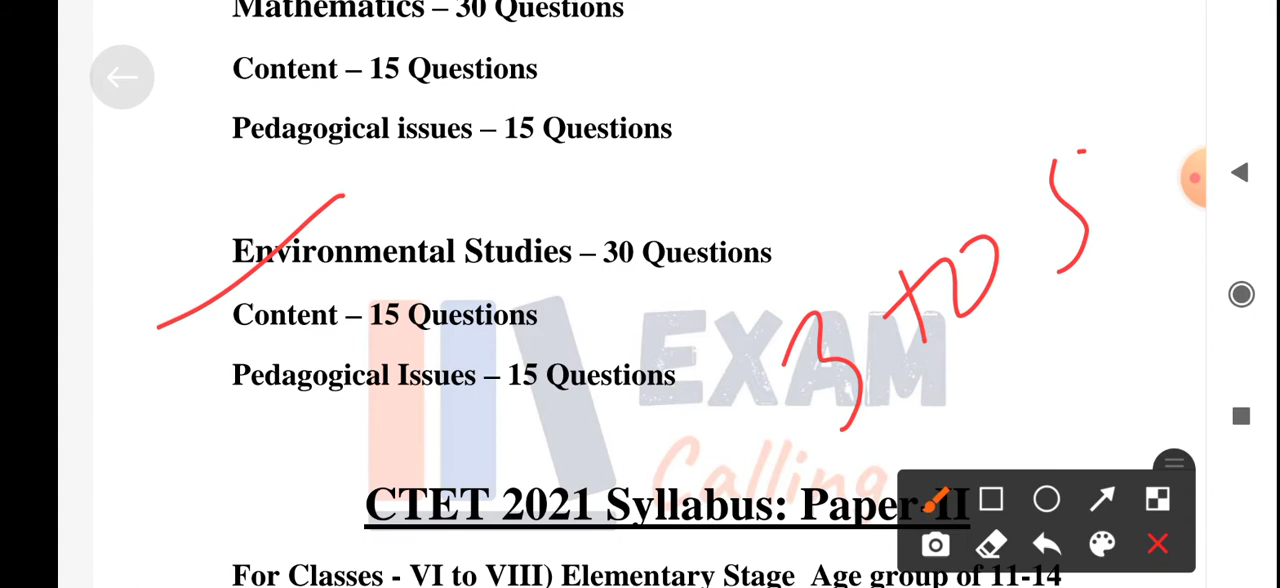 Mathematics – 30 Questions
Content – 15 Questions
Pedagogical issues – 15 Questions
Environmental Studies – 30 Questions
Content – 15 Questions
Pedagogical Issues – 15 Questions
3 to 5
EXAM
Calling
CTET 2021 Syllabus: Paper-II
For Classes - VI to VIII) Elementary Stage Age group of 11-14